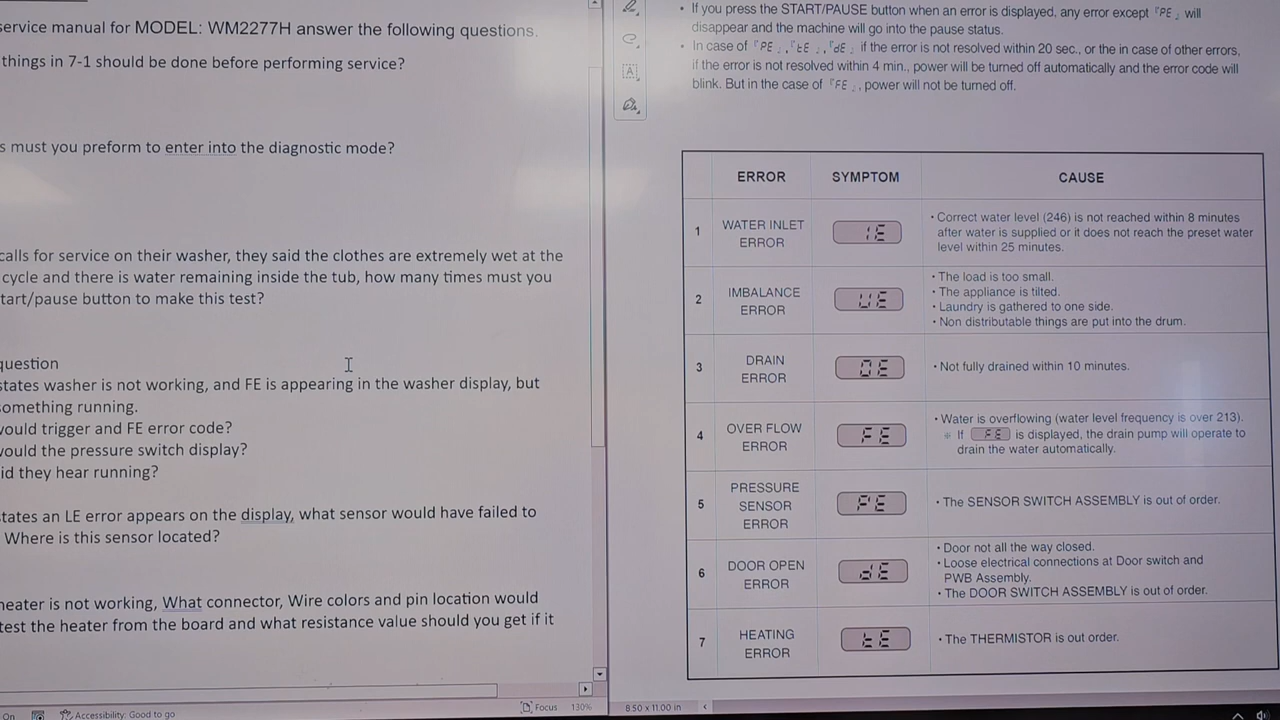 service manual for MODEL: WM2277H answer the following questions.
things in 7-1 should be done before performing service?
s must you preform to enter into the diagnostic mode?
calls for service on their washer, they said the clothes are extremely wet at the
cycle and there is water remaining inside the tub, how many times must you
tart/pause button to make this test?
question
states washer is not working, and FE is appearing in the washer display, but
something running.
would trigger and FE error code?
would the pressure switch display?
id they hear running?
tates an LE error appears on the display, what sensor would have failed to
Where is this sensor located?
heater is not working, What connector, Wire colors and pin location would
test the heater from the board and what resistance value should you get if it
On
Accessibility: Good to go
Focus
130%
• If you press the START/PAUSE button when an error is displayed, any error except 『PE』 will
disappear and the machine will go into the pause status.
• In case of 『PE』,『tE』,『dE』 if the error is not resolved within 20 sec., or the in case of other errors,
if the error is not resolved within 4 min., power will be turned off automatically and the error code will
blink. But in the case of 『FE』, power will not be turned off.
ERROR SYMPTOM CAUSE
1 WATER INLET ERROR IE
• Correct water level (246) is not reached within 8 minutes
after water is supplied or it does not reach the preset water
level within 25 minutes.
2 IMBALANCE ERROR UE
• The load is too small.
• The appliance is tilted.
• Laundry is gathered to one side.
• Non distributable things are put into the drum.
3 DRAIN ERROR OE
• Not fully drained within 10 minutes.
4 OVER FLOW ERROR FE
• Water is overflowing (water level frequency is over 213).
※ If FE is displayed, the drain pump will operate to
drain the water automatically.
5 PRESSURE SENSOR ERROR PE
• The SENSOR SWITCH ASSEMBLY is out of order.
6 DOOR OPEN ERROR dE
• Door not all the way closed.
• Loose electrical connections at Door switch and
PWB Assembly.
• The DOOR SWITCH ASSEMBLY is out of order.
7 HEATING ERROR tE
• The THERMISTOR is out order.
8.50 x 11.00 in